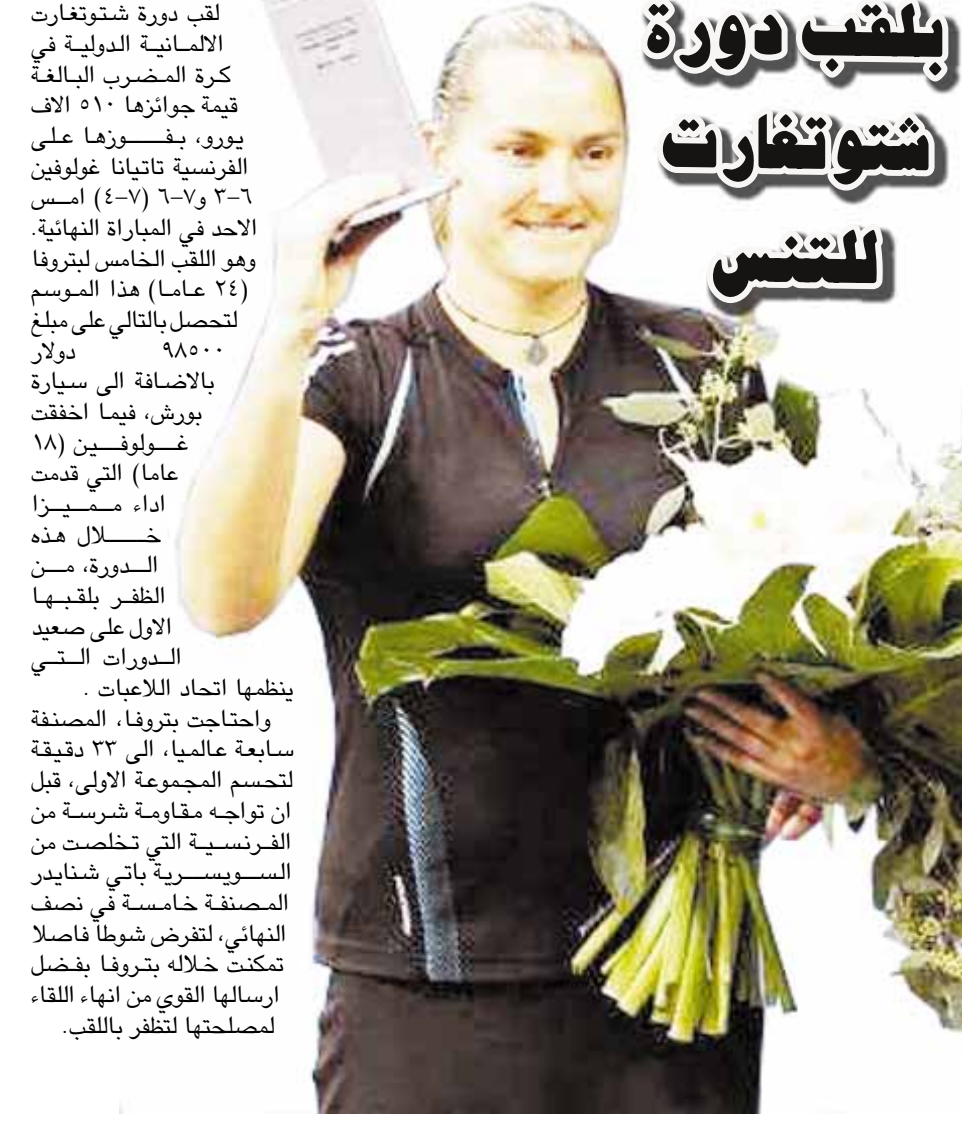 بلقب دورة
شتوتغارت
للتنس
لقب دورة شتوتغارت
الالمانية الدولية في
كرة المضرب البالغة
قيمة جوائزها ٥١٠ الاف
يورو، بفوزها على
الفرنسية تاتيانا غولوفين
٦-٣ و٧-٦ (٧-٤) امس
الاحد في المباراة النهائية.
وهو اللقب الخامس لبتروفا
(٢٤ عاما) هذا الموسم
لتحصل بالتالي على مبلغ
٩٨٥٠٠ دولار
بالاضافة الى سيارة
بورش، فيما اخفقت
غولوفين (١٨
عاما) التي قدمت
اداء مميزا
خلال هذه
الدورة، من
الظفر بلقبها
الاول على صعيد
الدورات التي
ينظمها اتحاد اللاعبات .
واحتاجت بتروفا، المصنفة
سابعة عالميا، الى ٣٣ دقيقة
لتحسم المجموعة الاولى، قبل
ان تواجه مقاومة شرسة من
الفرنسية التي تخلصت من
السويسرية باتي شنايدر
المصنفة خامسة في نصف
النهائي، لتفرض شوطا فاصلا
تمكنت خلاله بتروفا بفضل
ارسالها القوي من انهاء اللقاء
لمصلحتها لتظفر باللقب.